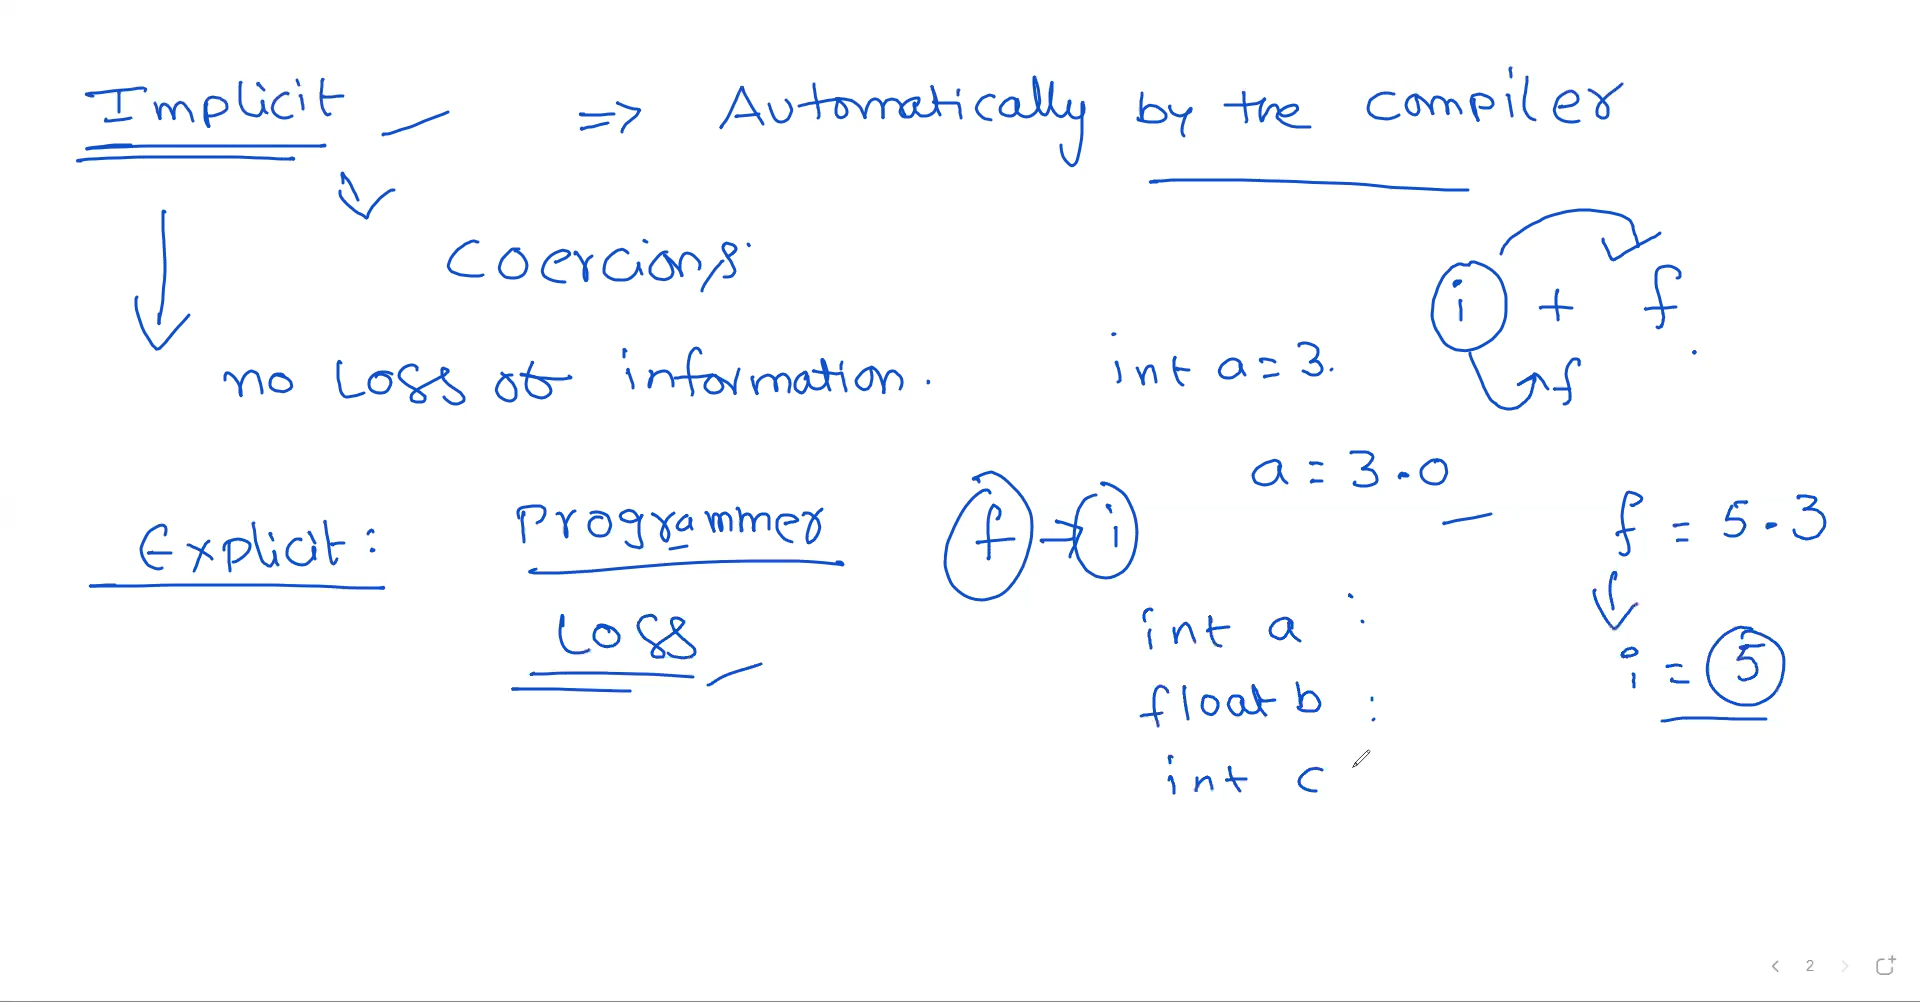 Implicit => Automatically by the compiler
Coercions
i + f
no Loss of information. int a = 3. f
a = 3.0
Explicit: Programmer f → i f = 5.3
Loss int a :
i = 5
float b :
int c
2